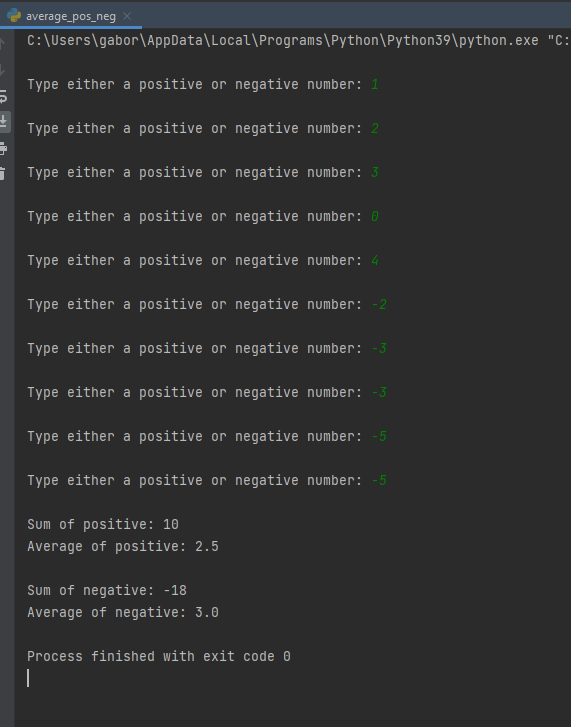 average_pos_neg
C:\Users\gabor\AppData\Local\Programs\Python\Python39\python.exe "C:
Type either a positive or negative number: 1
Type either a positive or negative number: 2
Type either a positive or negative number: 3
Type either a positive or negative number: 0
Type either a positive or negative number: 4
Type either a positive or negative number: -2
Type either a positive or negative number: -3
Type either a positive or negative number: -3
Type either a positive or negative number: -5
Type either a positive or negative number: -5
Sum of positive: 10
Average of positive: 2.5
Sum of negative: -18
Average of negative: 3.0
Process finished with exit code 0